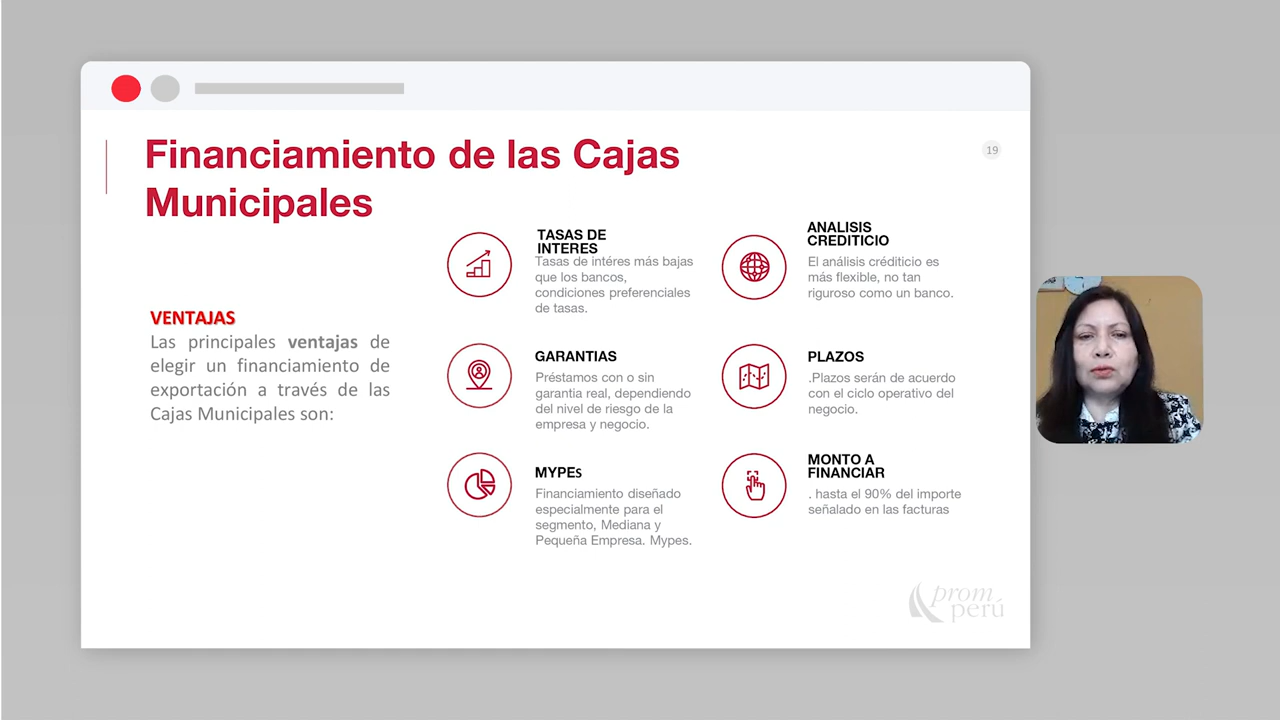 Financiamiento de las Cajas
Municipales
19
VENTAJAS
Las principales ventajas de
elegir un financiamiento de
exportación a través de las
Cajas Municipales son:
TASAS DE
INTERES
Tasas de intéres más bajas
que los bancos,
condiciones preferenciales
de tasas.
ANALISIS
CREDITICIO
El análisis créditicio es
más flexible, no tan
riguroso como un banco.
GARANTIAS
Préstamos con o sin
garantia real, dependiendo
del nivel de riesgo de la
empresa y negocio.
PLAZOS
.Plazos serán de acuerdo
con el ciclo operativo del
negocio.
MYPEs
Financiamiento diseñado
especialmente para el
segmento, Mediana y
Pequeña Empresa. Mypes.
MONTO A
FINANCIAR
. hasta el 90% del importe
señalado en las facturas
prom
perú